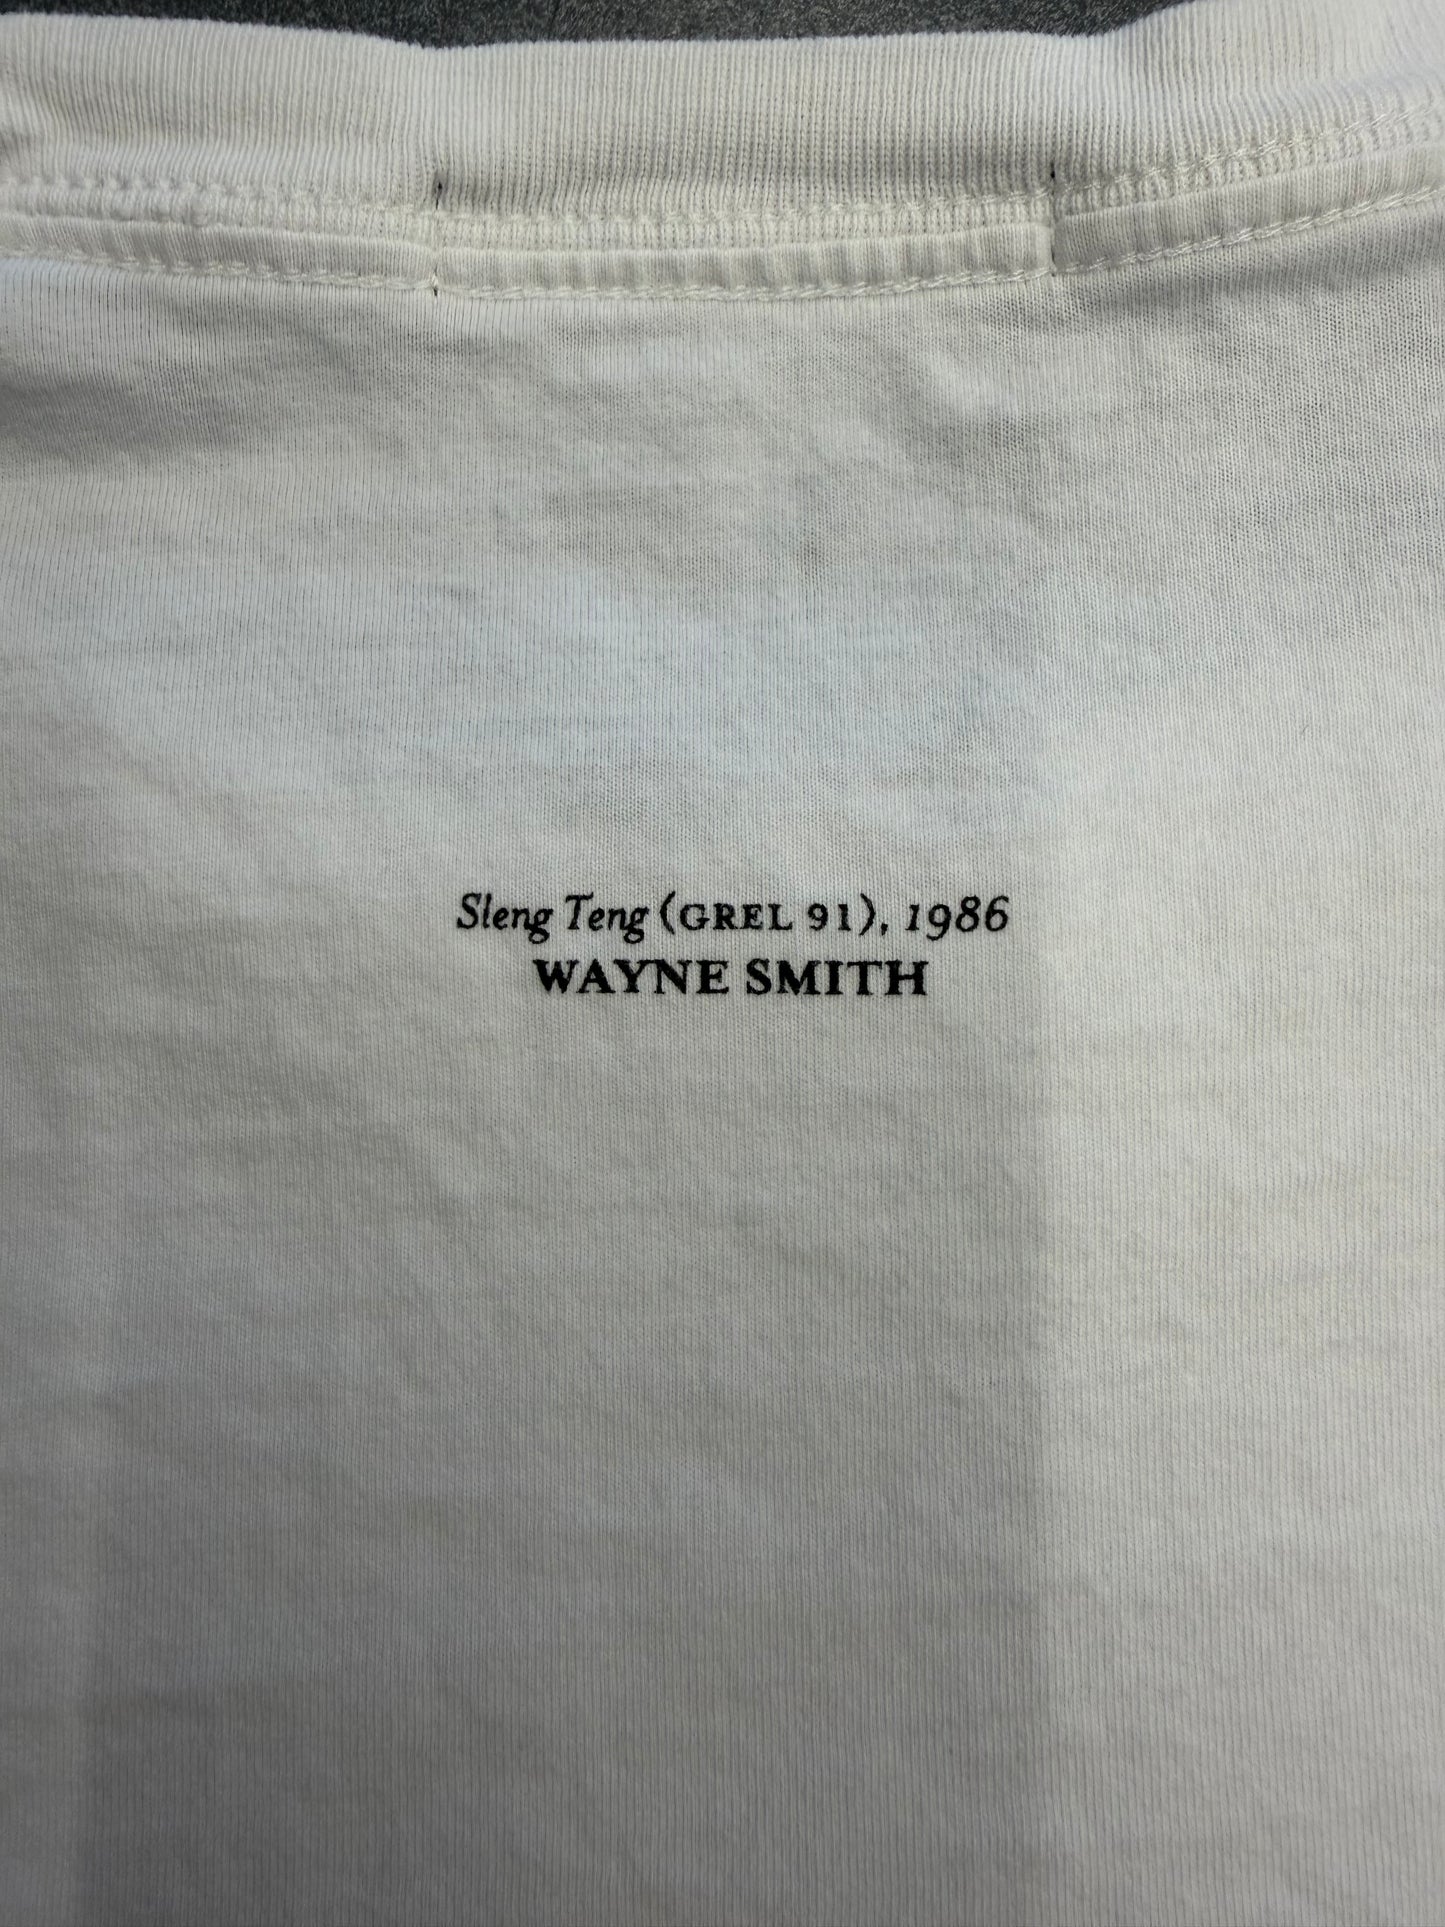 Sleng Teng (GREL 91), 1986
WAYNE SMITH